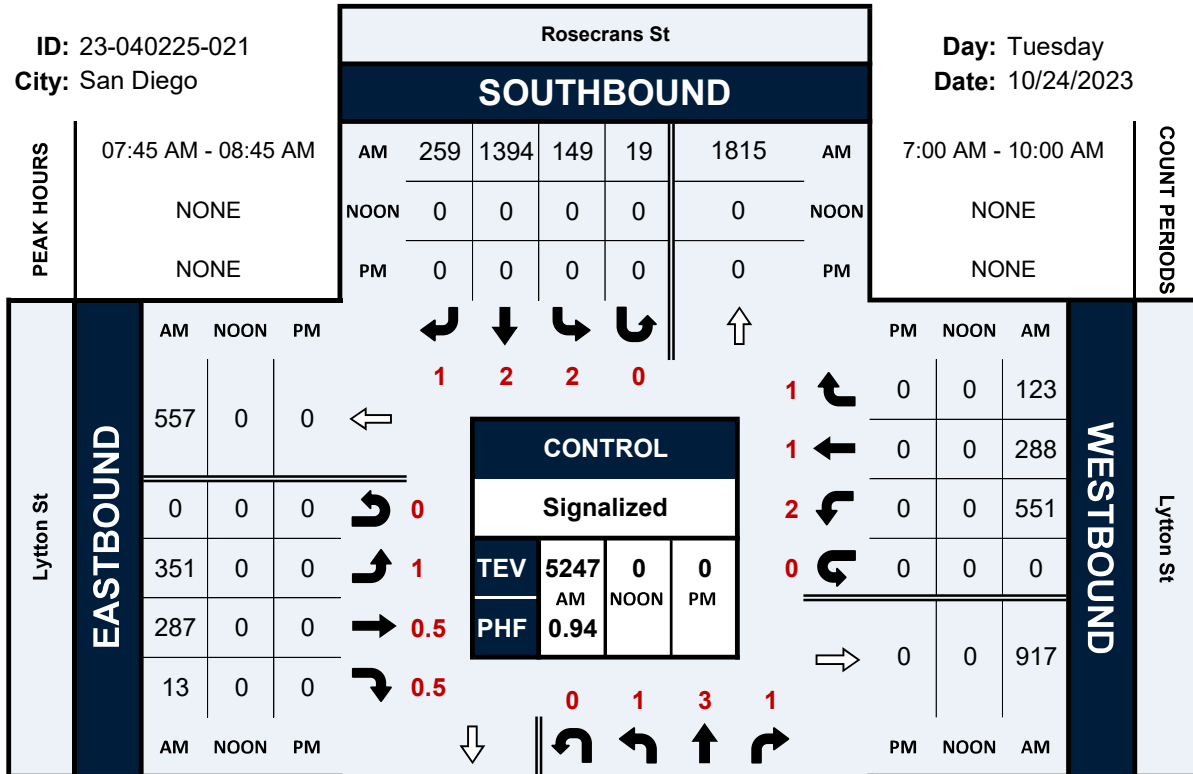 ID: 23-040225-021
City: San Diego
Rosecrans St
SOUTHBOUND
Day: Tuesday
Date: 10/24/2023
PEAK HOURS
07:45 AM - 08:45 AM
NONE
NONE
AM 259 1394 149 19 1815 AM
NOON 0 0 0 0 0 NOON
PM 0 0 0 0 0 PM
7:00 AM - 10:00 AM
NONE
NONE
COUNT PERIODS
1 2 2 0
Lytton St
EASTBOUND
AM NOON PM
557 0 0
0 0 0 0
351 0 0 1
287 0 0 0.5
13 0 0 0.5
AM NOON PM
CONTROL
Signalized
TEV 5247 0 0
AM NOON PM
PHF 0.94
0 1 3 1
PM NOON AM
1 0 0 123
1 0 0 288
2 0 0 551
0 0 0 0
0 0 917
PM NOON AM
WESTBOUND
Lytton St